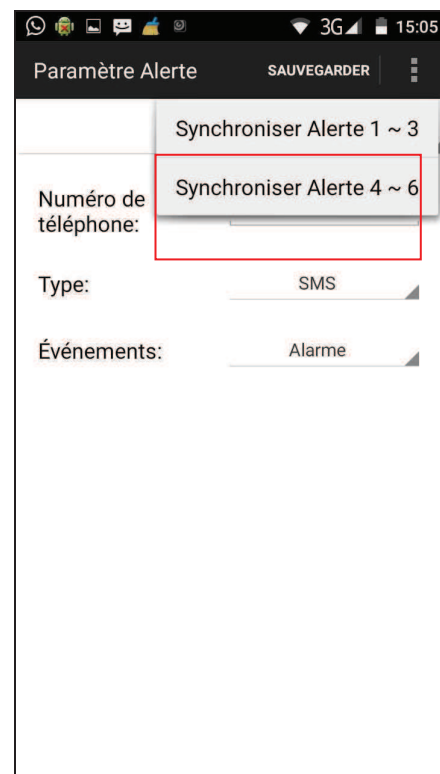 3G 15:05
Paramètre Alerte SAUVEGARDER
Synchroniser Alerte 1 ~ 3
Synchroniser Alerte 4 ~ 6
Numéro de
téléphone:
Type: SMS
Événements: Alarme